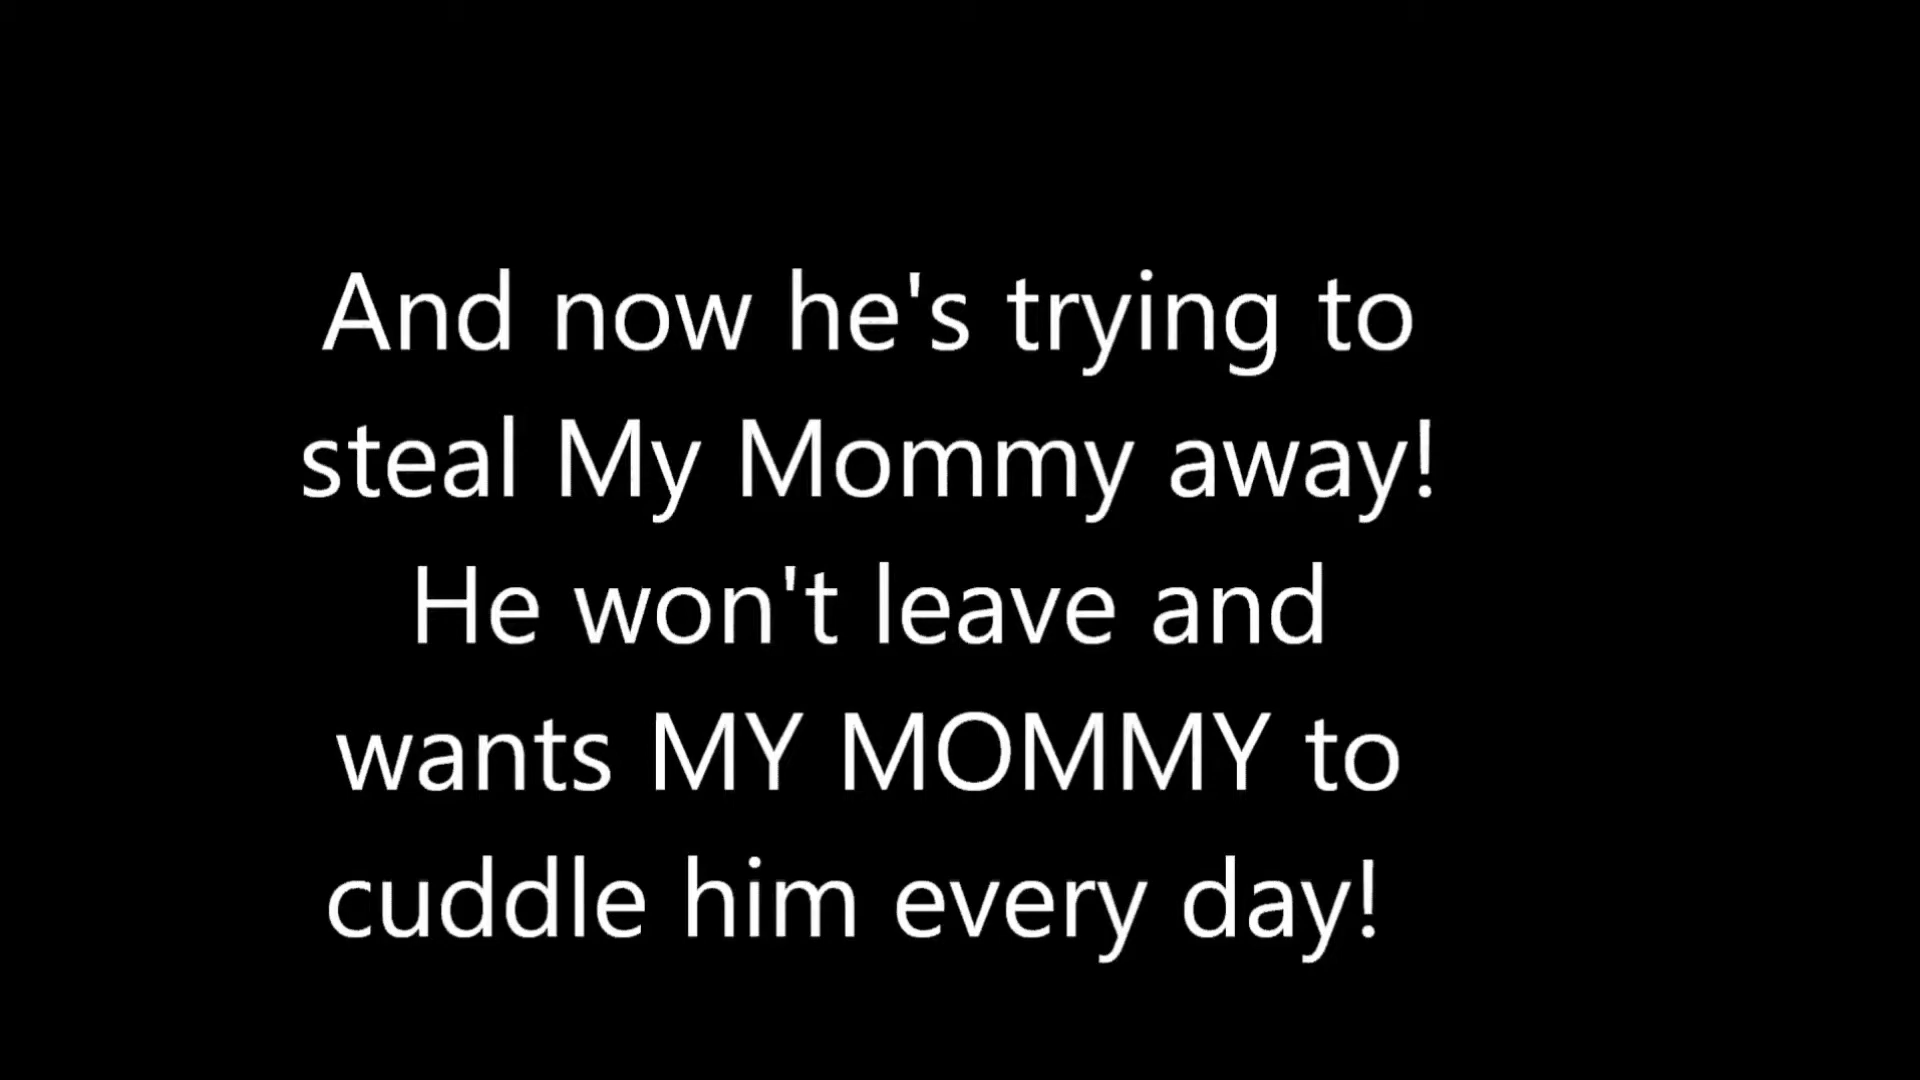 And now he's trying to
steal My Mommy away!
He won't leave and
wants MY MOMMY to
cuddle him every day!